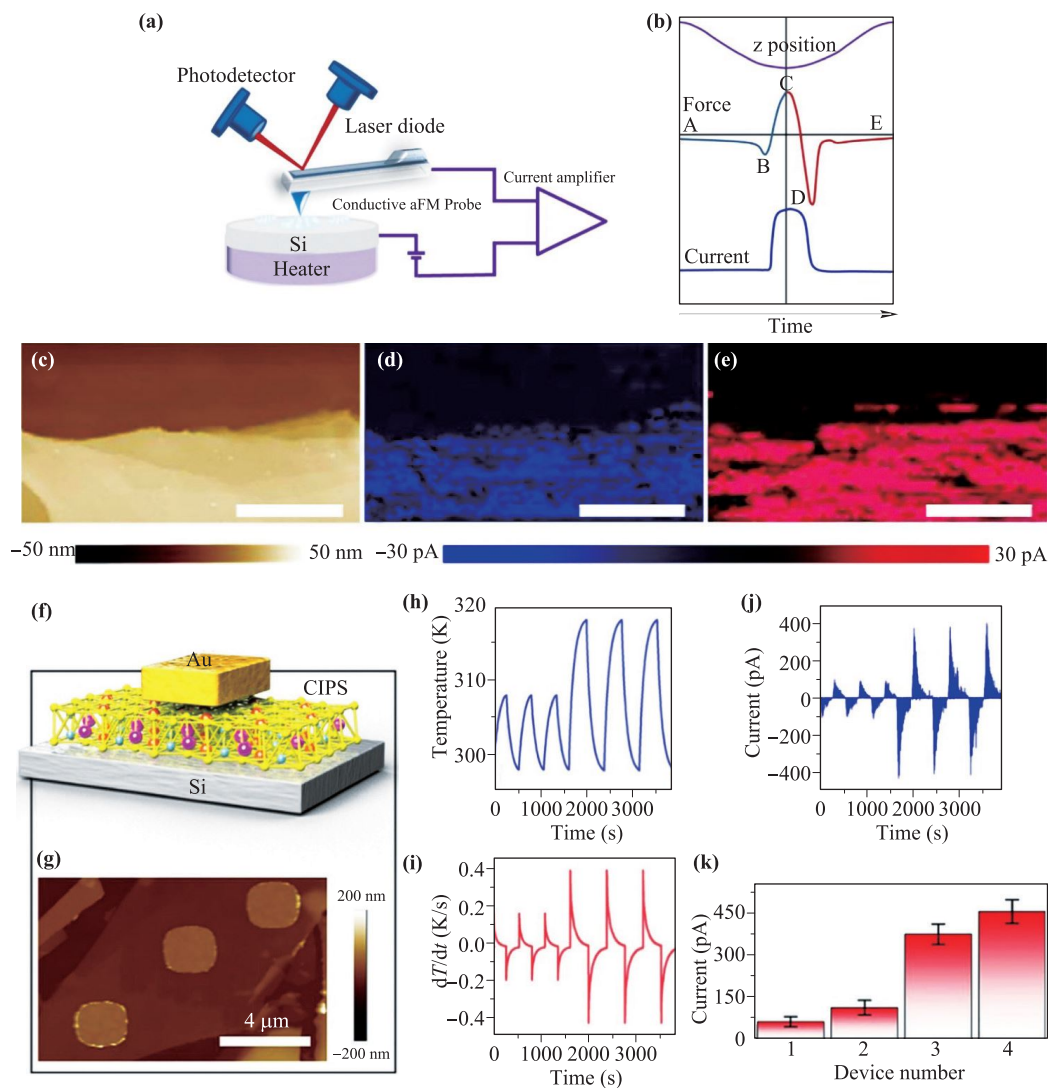 (a)
Photodetector
Laser diode
Current amplifier
Conductive aFM Probe
Si
Heater
(b)
z position
C
Force
A
E
B
D
Current
Time
(c)
(d)
(e)
−50 nm
50 nm
−30 pA
30 pA
(f)
Au
CIPS
Si
(g)
200 nm
4 μm
−200 nm
(h)
320
310
300
Temperature (K)
0 1000 2000 3000
Time (s)
(j)
400
200
0
−200
−400
Current (pA)
0 1000 3000
Time (s)
(i)
0.4
0.2
0.0
−0.2
−0.4
dT/dt (K/s)
0 1000 2000 3000
Time (s)
(k)
450
300
150
0
Current (pA)
1 2 3 4
Device number